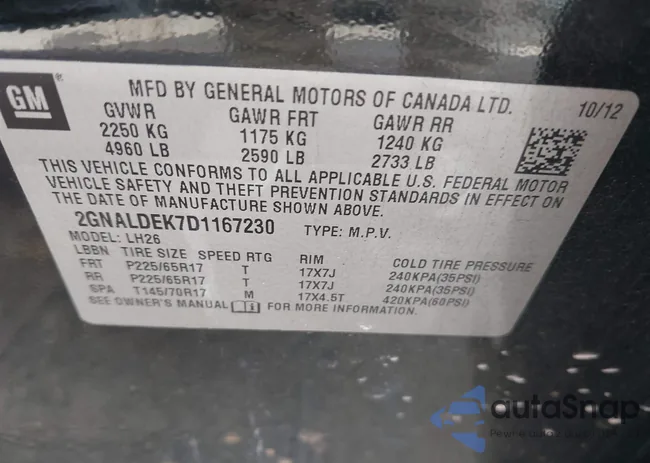 GM
®
MFD BY GENERAL MOTORS OF CANADA LTD.
10/12
GVWR GAWR FRT GAWR RR
2250 KG 1175 KG 1240 KG
4960 LB 2590 LB 2733 LB
THIS VEHICLE CONFORMS TO ALL APPLICABLE U.S. FEDERAL MOTOR
VEHICLE SAFETY AND THEFT PREVENTION STANDARDS IN EFFECT ON
THE DATE OF MANUFACTURE SHOWN ABOVE.
2GNALDEK7D1167230 TYPE: M.P.V.
MODEL: LH26
LBBN TIRE SIZE SPEED RTG RIM COLD TIRE PRESSURE
FRT P225/65R17 T 17X7J 240KPA(35PSI)
RR P225/65R17 T 17X7J 240KPA(35PSI)
SPA T145/70R17 M 17X4.5T 420KPA(60PSI)
SEE OWNER'S MANUAL i FOR MORE INFORMATION.
autoSnap